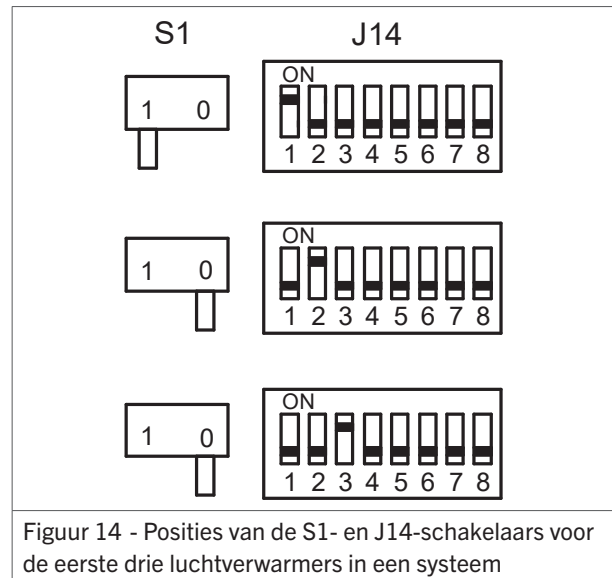 S1 J14
ON
1 0
1 2 3 4 5 6 7 8
ON
1 0
1 2 3 4 5 6 7 8
ON
1 0
1 2 3 4 5 6 7 8
Figuur 14 - Posities van de S1- en J14-schakelaars voor
de eerste drie luchtverwarmers in een systeem